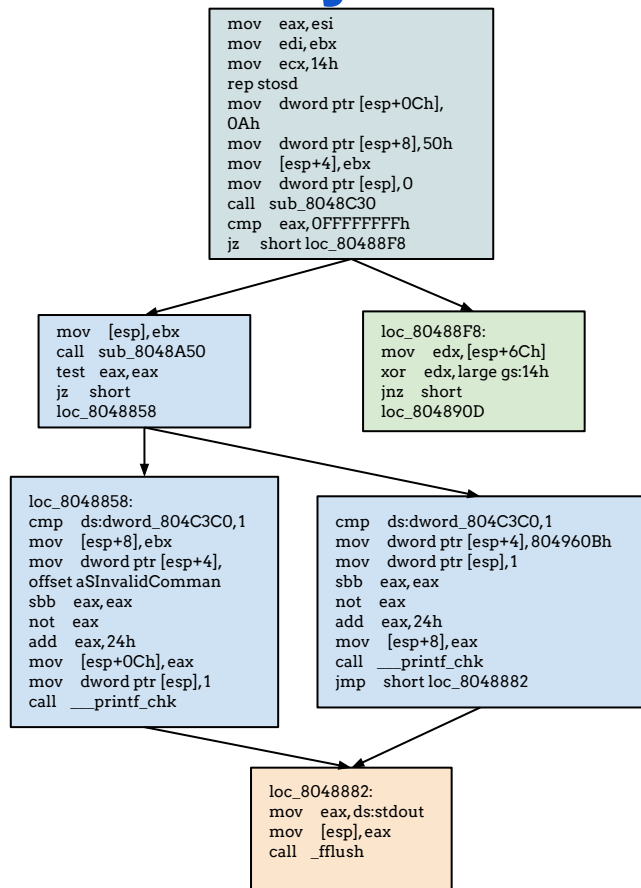 mov eax,esi
mov edi,ebx
mov ecx,14h
rep stosd
mov dword ptr [esp+0Ch],
0Ah
mov dword ptr [esp+8],50h
mov [esp+4],ebx
mov dword ptr [esp],0
call sub_8048C30
cmp eax,0FFFFFFFFh
jz short loc_80488F8
mov [esp],ebx
call sub_8048A50
test eax,eax
jz short
loc_8048858
loc_80488F8:
mov edx,[esp+6Ch]
xor edx,large gs:14h
jnz short
loc_804890D
loc_8048858:
cmp ds:dword_804C3C0,1
mov [esp+8],ebx
mov dword ptr [esp+4],
offset aSInvalidComman
sbb eax,eax
not eax
add eax,24h
mov [esp+0Ch],eax
mov dword ptr [esp],1
call ___printf_chk
cmp ds:dword_804C3C0,1
mov dword ptr [esp+4],804960Bh
mov dword ptr [esp],1
sbb eax,eax
not eax
add eax,24h
mov [esp+8],eax
call ___printf_chk
jmp short loc_8048882
loc_8048882:
mov eax,ds:stdout
mov [esp],eax
call _fflush